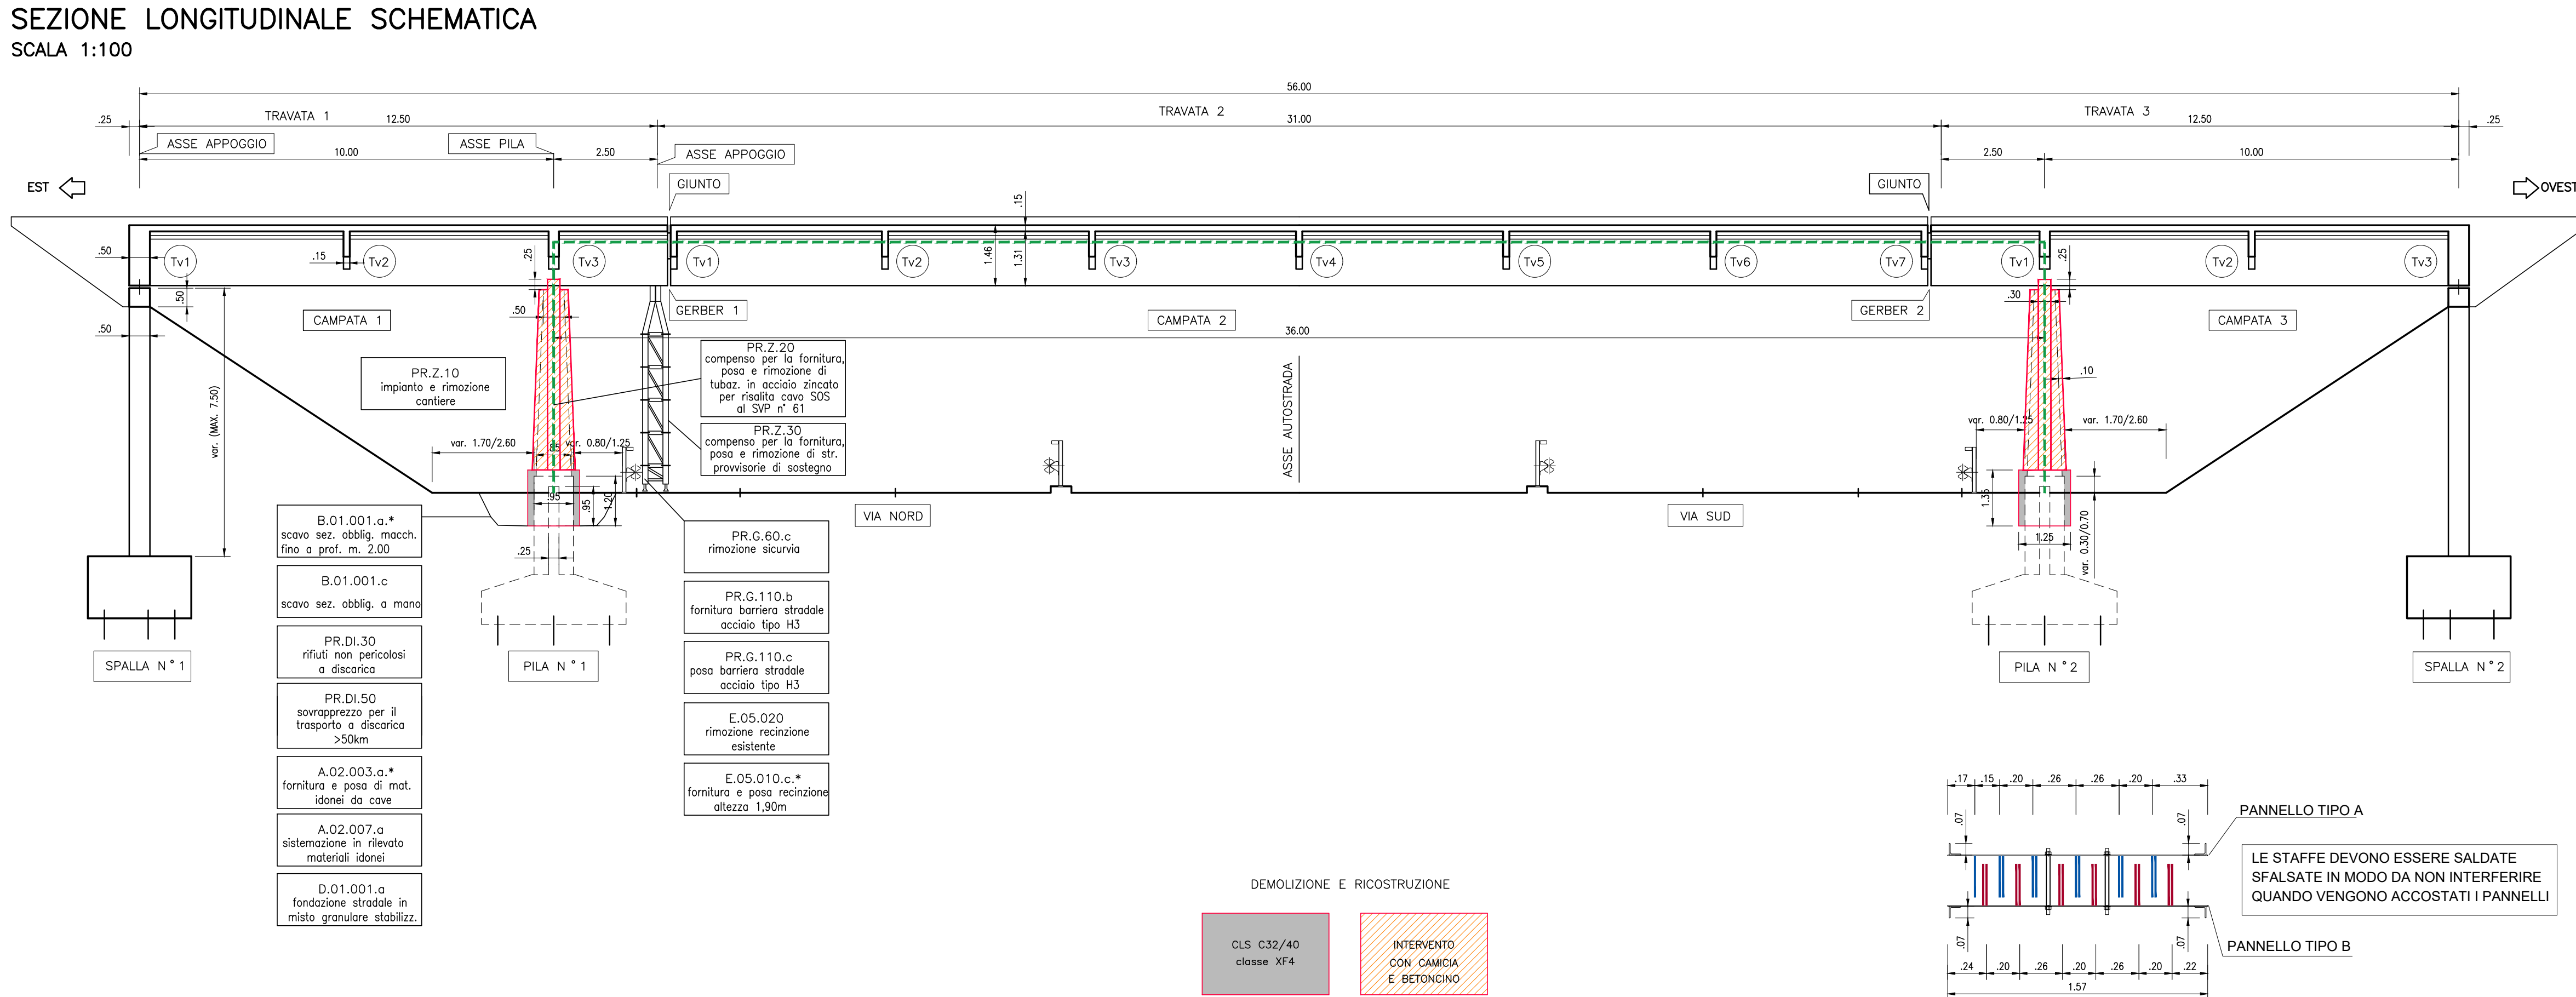 SEZIONE LONGITUDINALE SCHEMATICA
SCALA 1:100
56.00
TRAVATA 1
TRAVATA 2
TRAVATA 3
.25
12.50
31.00
12.50
.25
ASSE APPOGGIO
ASSE PILA
10.00
2.50
ASSE APPOGGIO
2.50
10.00
EST
GIUNTO
GIUNTO
OVEST
.15
.50
Tv1
.15
Tv2
.25
Tv3
Tv1
Tv2
1.46
1.31
Tv3
Tv4
Tv5
Tv6
Tv7
Tv1
.25
Tv2
Tv3
.50
.50
.30
GERBER 1
GERBER 2
CAMPATA 1
CAMPATA 2
CAMPATA 3
.50
36.00
PR.Z.10
impianto e rimozione
cantiere
PR.Z.20
compenso per la fornitura,
posa e rimozione di
tubaz. in acciaio zincato
per risalita cavo SOS
al SVP n° 61
PR.Z.30
compenso per la fornitura,
posa e rimozione di str.
provvisorie di sostegno
ASSE AUTOSTRADA
.10
var. (MAX. 7.50)
var. 1.70/2.60
.85
var. 0.80/1.25
var. 0.80/1.25
var. 1.70/2.60
.95
.95
1.20
1.35
1.25
var. 0.30/0.70
.25
VIA NORD
VIA SUD
B.01.001.a.*
scavo sez. obblig. macch.
fino a prof. m. 2.00
B.01.001.c
scavo sez. obblig. a mano
PR.DI.30
rifiuti non pericolosi
a discarica
PR.DI.50
sovrapprezzo per il
trasporto a discarica
>50km
A.02.003.a.*
fornitura e posa di mat.
idonei da cave
A.02.007.a
sistemazione in rilevato
materiali idonei
D.01.001.a
fondazione stradale in
misto granulare stabilizz.
PR.G.60.c
rimozione sicurvia
PR.G.110.b
fornitura barriera stradale
acciaio tipo H3
PR.G.110.c
posa barriera stradale
acciaio tipo H3
E.05.020
rimozione recinzione
esistente
E.05.010.c.*
fornitura e posa recinzione
altezza 1,90m
SPALLA N°1
PILA N°1
PILA N°2
SPALLA N°2
DEMOLIZIONE E RICOSTRUZIONE
CLS C32/40
classe XF4
INTERVENTO
CON CAMICIA
E BETONCINO
.17 .15 .20 .26 .26 .20 .33
PANNELLO TIPO A
.07
.07
LE STAFFE DEVONO ESSERE SALDATE
SFALSATE IN MODO DA NON INTERFERIRE
QUANDO VENGONO ACCOSTATI I PANNELLI
.07
.07
PANNELLO TIPO B
.24 .20 .26 .20 .26 .20 .22
1.57